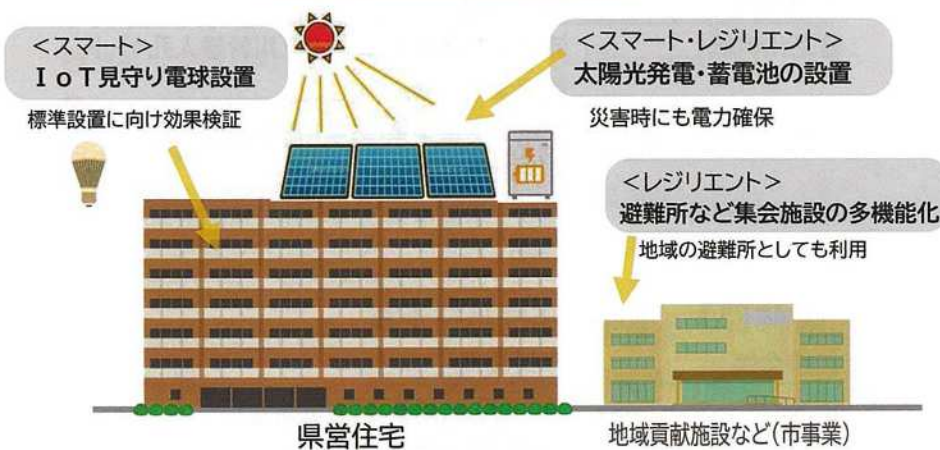 <スマート>
IoT見守り電球設置
標準設置に向け効果検証
<スマート・レジリエント>
太陽光発電・蓄電池の設置
災害時にも電力確保
<レジリエント>
避難所など集会施設の多機能化
地域の避難所としても利用
県営住宅
地域貢献施設など(市事業)